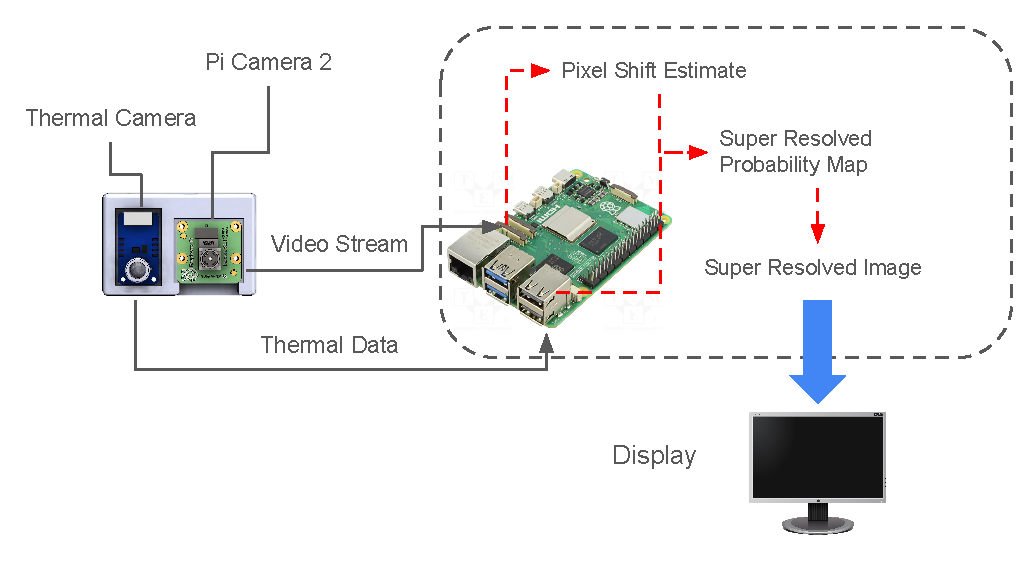 Pi Camera 2
Thermal Camera
Pixel Shift Estimate
Super Resolved
Probability Map
Video Stream
Super Resolved Image
Thermal Data
Display
HDMI